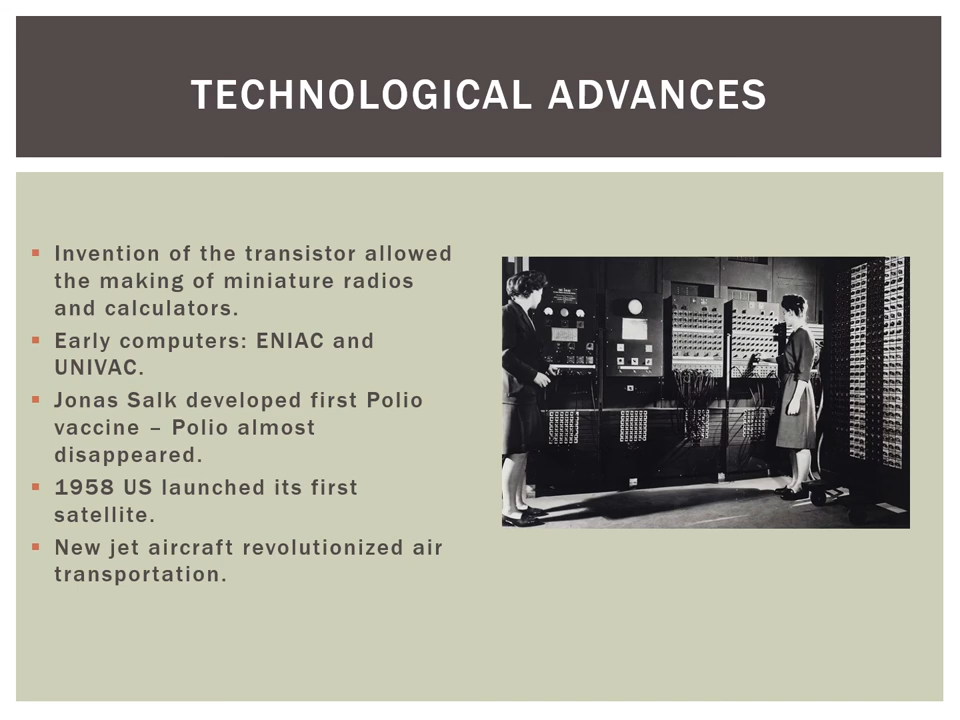 TECHNOLOGICAL ADVANCES
▪ Invention of the transistor allowed
the making of miniature radios
and calculators.
▪ Early computers: ENIAC and
UNIVAC.
▪ Jonas Salk developed first Polio
vaccine – Polio almost
disappeared.
▪ 1958 US launched its first
satellite.
▪ New jet aircraft revolutionized air
transportation.